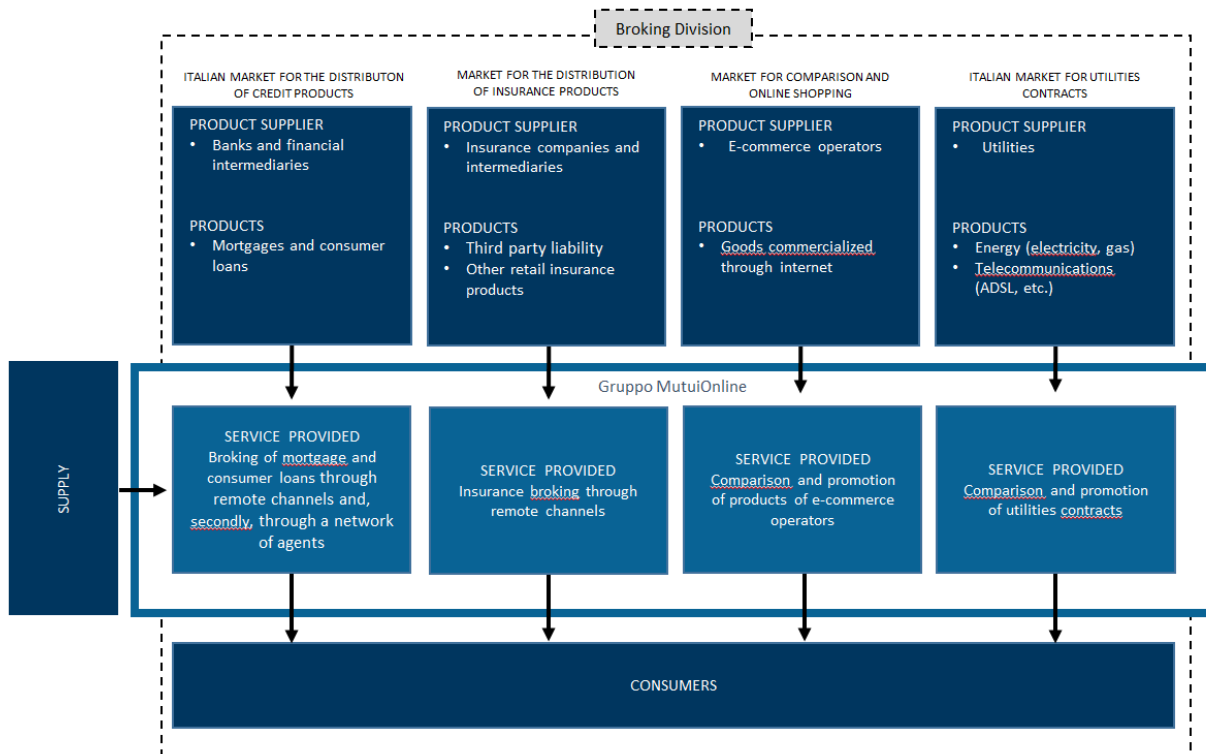 Broking Division
ITALIAN MARKET FOR THE DISTRIBUTON
OF CREDIT PRODUCTS
PRODUCT SUPPLIER
• Banks and financial
intermediaries
PRODUCTS
• Mortgages and consumer
loans
MARKET FOR THE DISTRIBUTION
OF INSURANCE PRODUCTS
PRODUCT SUPPLIER
• Insurance companies and
intermediaries
PRODUCTS
• Third party liability
• Other retail insurance
products
MARKET FOR COMPARISON AND
ONLINE SHOPPING
PRODUCT SUPPLIER
• E-commerce operators
PRODUCTS
• Goods commercialized
through internet
ITALIAN MARKET FOR UTILITIES
CONTRACTS
PRODUCT SUPPLIER
• Utilities
PRODUCTS
• Energy (electricity, gas)
• Telecommunications
(ADSL, etc.)
SUPPLY
Gruppo MutuiOnline
SERVICE PROVIDED
Broking of mortgage and
consumer loans through
remote channels and,
secondly, through a network
of agents
SERVICE PROVIDED
Insurance broking through
remote channels
SERVICE PROVIDED
Comparison and promotion
of products of e-commerce
operators
SERVICE PROVIDED
Comparison and promotion
of utilities contracts
CONSUMERS